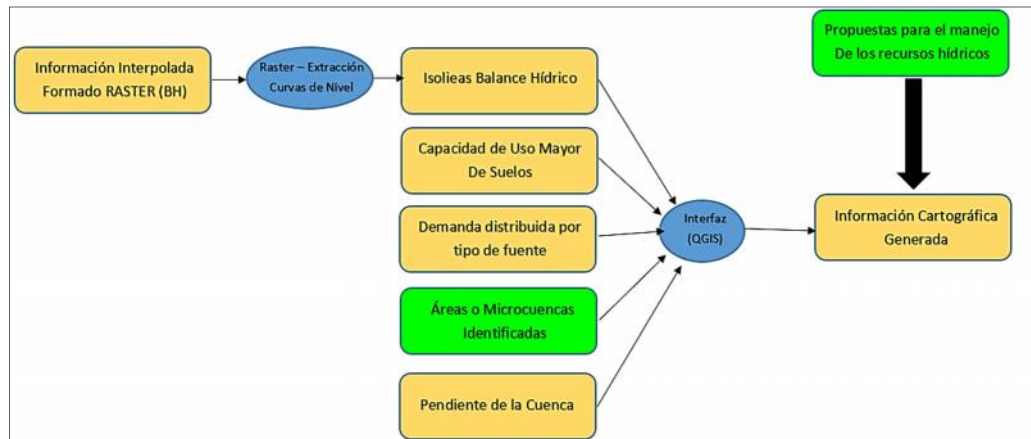 Propuestas para el manejo
De los recursos hídricos
Información Interpolada
Formado RASTER (BH)
Raster – Extracción
Curvas de Nivel
Isolieas Balance Hídrico
Capacidad de Uso Mayor
De Suelos
Demanda distribuida por
tipo de fuente
Interfaz
(QGIS)
Información Cartográfica
Generada
Áreas o Microcuencas
Identificadas
Pendiente de la Cuenca